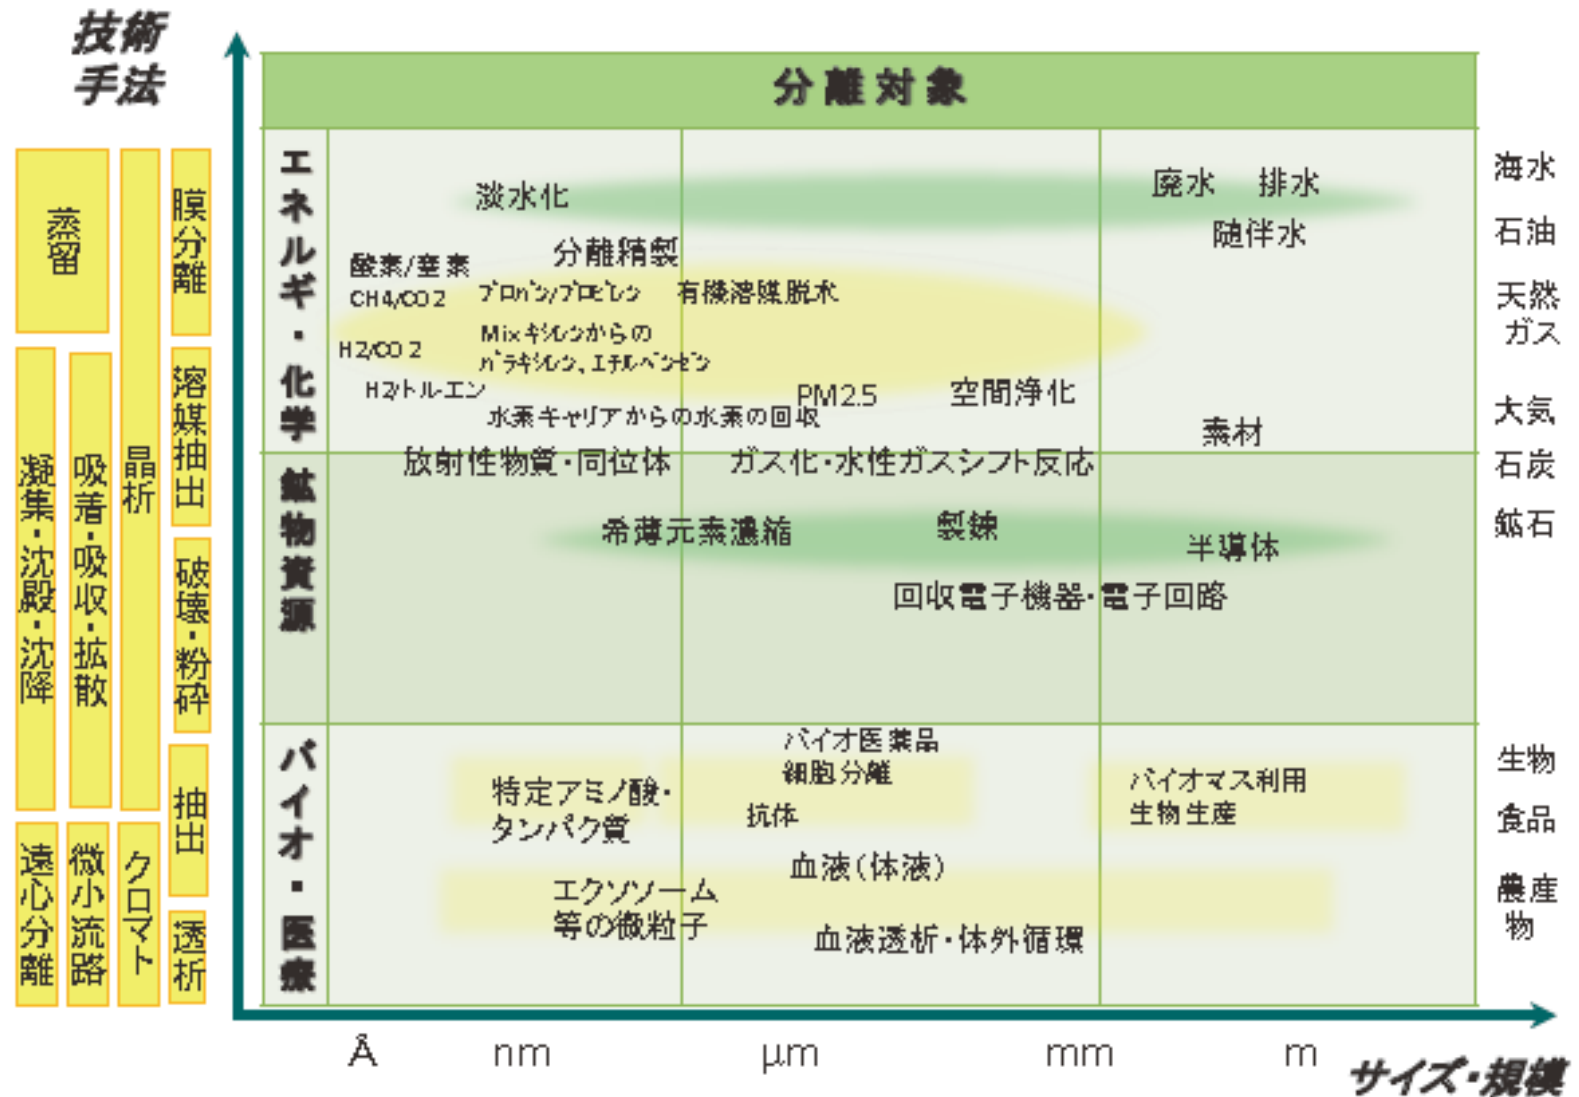 技術
手法
分離対象
蒸留
膜分離
晶析
溶媒抽出
凝集・沈殿・沈降
吸着・吸収・拡散
破壊・粉砕
抽出
遠心分離
微小流路
クロマト
透析
エネルギ・化学
淡水化
廃水 排水
随伴水
分離精製
酸素/窒素
CH4/CO2
プロパン/プロピレン
有機溶媒脱水
H2/CO2
Mixキシレンからの
パラキシレン、エチルベンゼン
H2/トルエン
PM2.5
空間浄化
水素キャリアからの水素の回収
素材
放射性物質・同位体
ガス化・水性ガスシフト反応
鉱物資源
希薄元素濃縮
製錬
半導体
回収電子機器・電子回路
バイオ・医療
バイオ医薬品
細胞分離
抗体
特定アミノ酸・
タンパク質
バイオマス利用
生物生産
血液(体液)
エクソソーム
等の微粒子
血液透析・体外循環
海水
石油
天然
ガス
大気
石炭
鉱石
生物
食品
農産
物
Å nm μm mm m
サイズ・規模